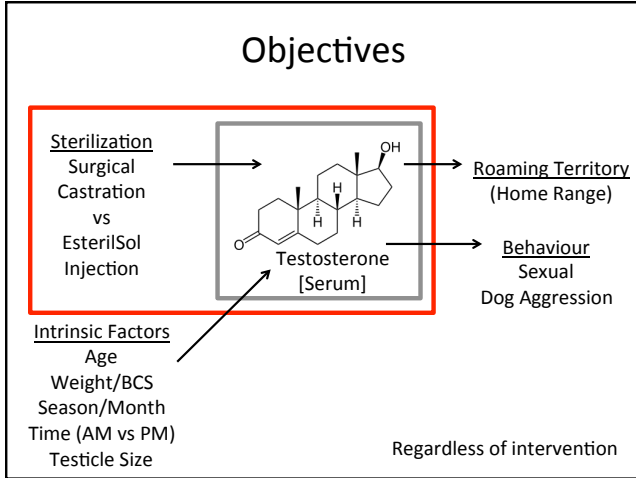 Objectives
Sterilization
Surgical
Castration
vs
EsterilSol
Injection
OH
H
H
H
O
Testosterone
[Serum]
Roaming Territory
(Home Range)
Behaviour
Sexual
Dog Aggression
Intrinsic Factors
Age
Weight/BCS
Season/Month
Time (AM vs PM)
Testicle Size
Regardless of intervention